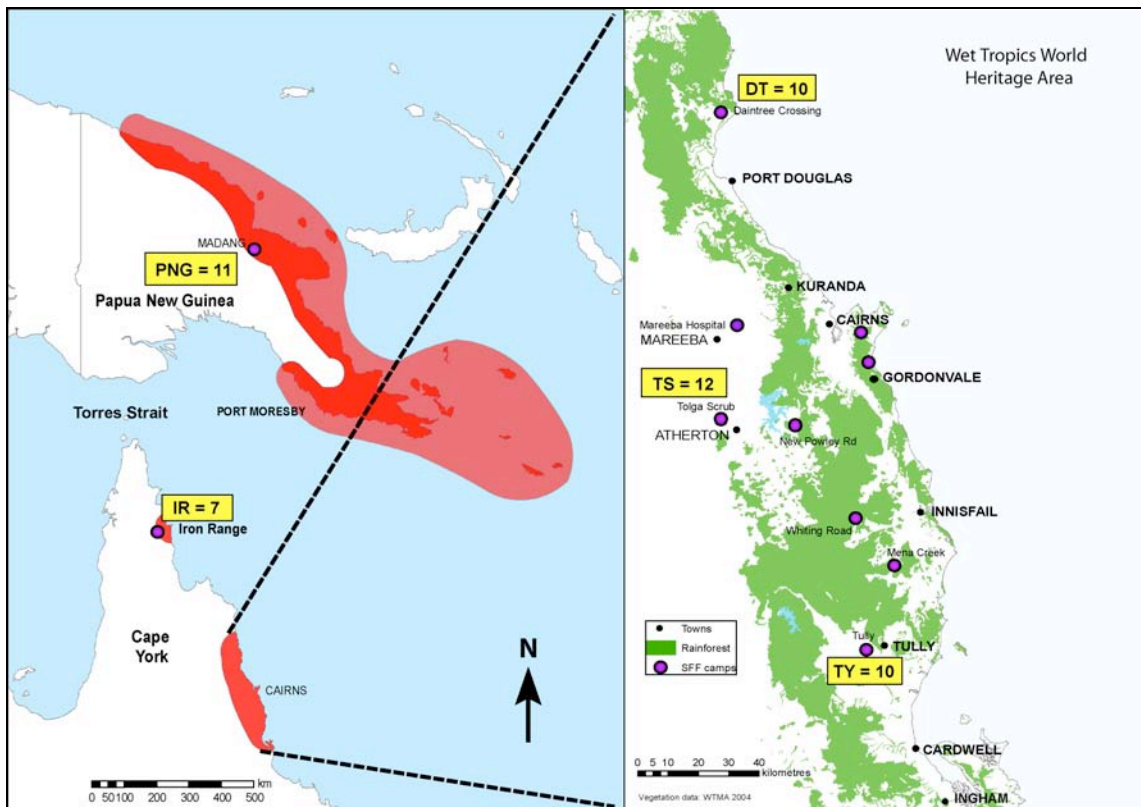 MADANG
PNG = 11
Papua New Guinea
PORT MORESBY
Torres Strait
IR = 7
Iron Range
Cape
York
CAIRNS
N
km
0 50100 200 300 400 500
Wet Tropics World
Heritage Area
DT = 10
Daintree Crossing
PORT DOUGLAS
KURANDA
CAIRNS
Mareeba Hospital
MAREEBA
GORDONVALE
TS = 12
Tolga Scrub
ATHERTON
New Powley Rd
INNISFAIL
Whiting Road
Mena Creek
Towns
Rainforest
SFF camps
Tully
TULLY
TY = 10
CARDWELL
0 5 10 20 30 40
kilometres
Vegetation data: WTMA 2004
INGHAM